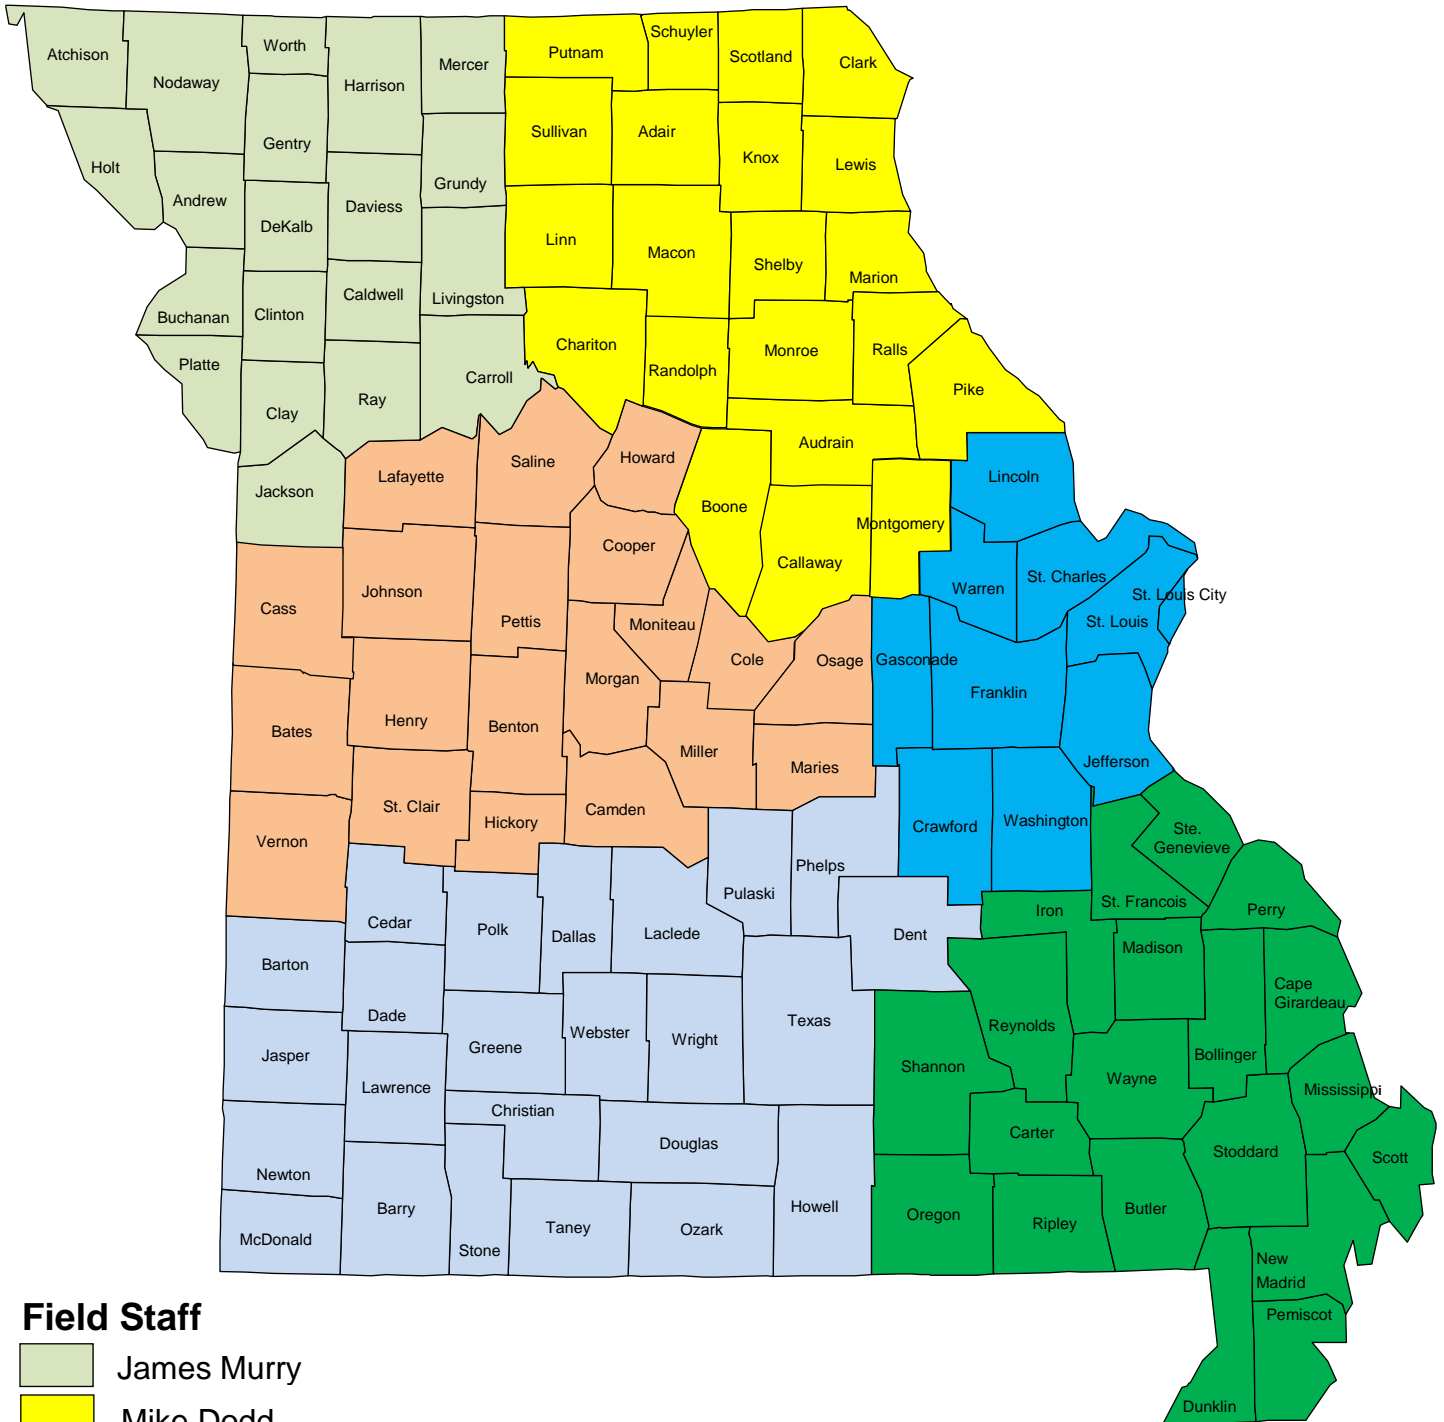 Atchison
Nodaway
Worth
Harrison
Mercer
Putnam
Schuyler
Scotland
Clark
Holt
Gentry
Grundy
Sullivan
Adair
Knox
Lewis
Andrew
DeKalb
Daviess
Linn
Macon
Shelby
Marion
Buchanan
Clinton
Caldwell
Livingston
Chariton
Randolph
Monroe
Ralls
Pike
Platte
Clay
Ray
Carroll
Audrain
Jackson
Lafayette
Saline
Howard
Boone
Callaway
Montgomery
Lincoln
Cass
Johnson
Pettis
Cooper
Moniteau
Cole
Osage
Gasconade
Warren
St. Charles
St. Louis City
St. Louis
Franklin
Bates
Henry
Benton
Morgan
Miller
Maries
Jefferson
Vernon
St. Clair
Hickory
Camden
Pulaski
Phelps
Crawford
Washington
Ste.
Genevieve
St. Francois
Perry
Cedar
Polk
Dallas
Laclede
Dent
Iron
Madison
Barton
Dade
Greene
Webster
Wright
Texas
Shannon
Reynolds
Wayne
Bollinger
Cape
Girardeau
Jasper
Lawrence
Christian
Douglas
Carter
Stoddard
Mississippi
Scott
Newton
McDonald
Barry
Stone
Taney
Ozark
Howell
Oregon
Ripley
Butler
New
Madrid
Pemiscot
Dunklin
Field Staff
James Murry
Mike Dodd